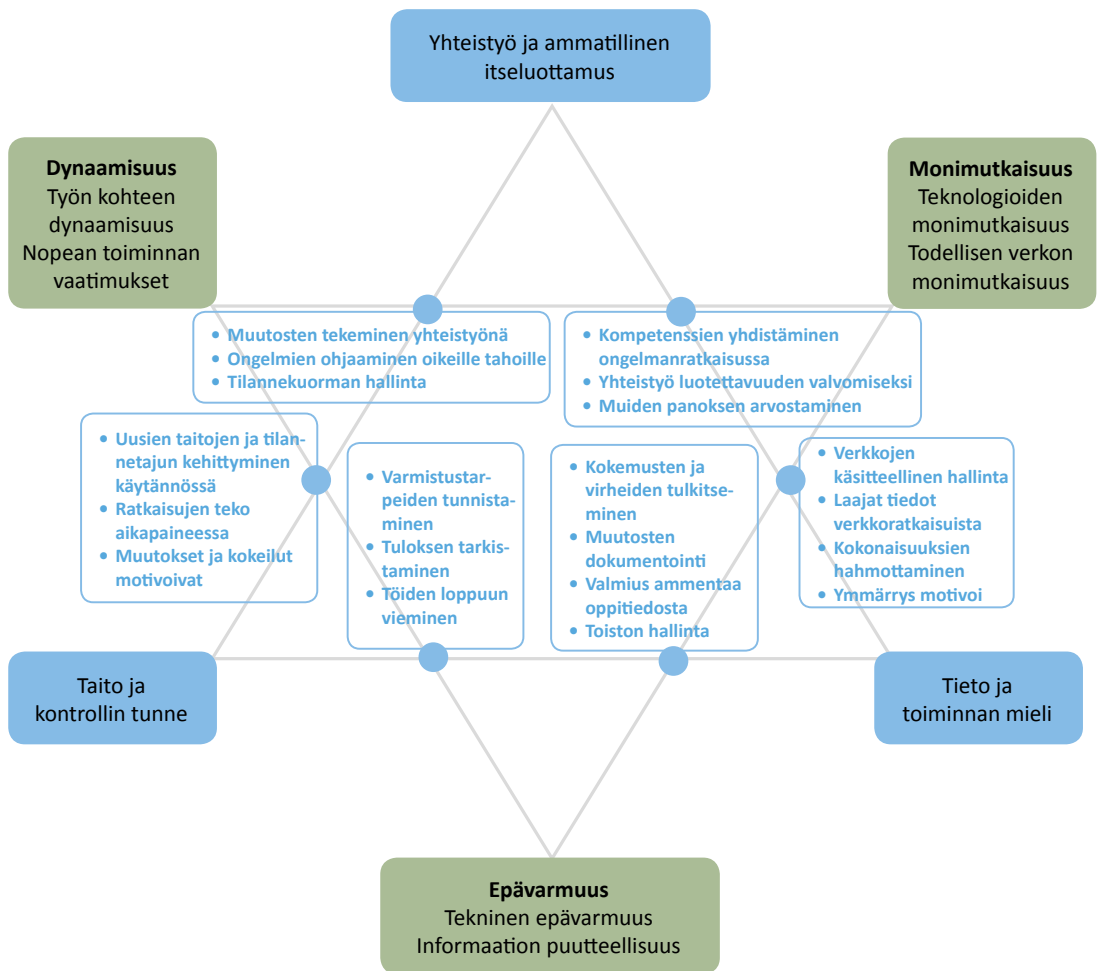 Yhteistyö ja ammatillinen
itseluottamus
Dynaamisuus
Työn kohteen
dynaamisuus
Nopean toiminnan
vaatimukset
Monimutkaisuus
Teknologioiden
monimutkaisuus
Todellisen verkon
monimutkaisuus
• Muutosten tekeminen yhteistyönä
• Ongelmien ohjaaminen oikeille tahoille
• Tilannekuorman hallinta
• Kompetenssien yhdistäminen
ongelmanratkaisussa
• Yhteistyö luotettavuuden valvomiseksi
• Muiden panoksen arvostaminen
• Uusien taitojen ja tilan-
netajun kehittyminen
käytännössä
• Ratkaisujen teko
aikapaineessa
• Muutokset ja kokeilut
motivoivat
• Varmistustar-
peiden tunnista-
minen
• Tuloksen tarkis-
taminen
• Töiden loppuun
vieminen
• Kokemusten ja
virheiden tulkitse-
minen
• Muutosten
dokumentointi
• Valmius ammentaa
oppitiedosta
• Toiston hallinta
• Verkkojen
käsitteellinen hallinta
• Laajat tiedot
verkkoratkaisuista
• Kokonaisuuksien
hahmottaminen
• Ymmärrys motivoi
Taito ja
kontrollin tunne
Tieto ja
toiminnan mieli
Epävarmuus
Tekninen epävarmuus
Informaation puutteellisuus